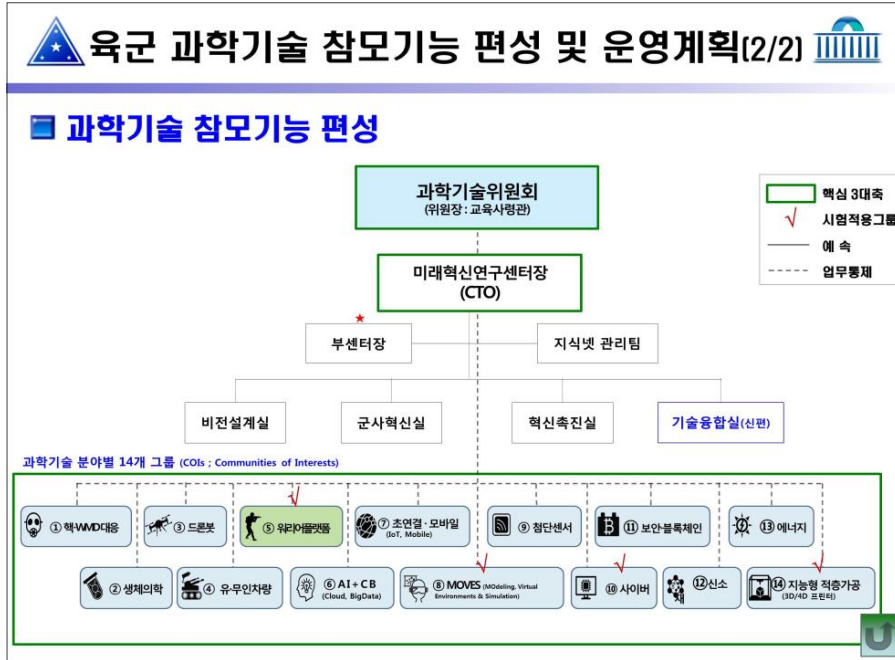 육군 과학기술 참모기능 편성 및 운영계획(2/2)
과학기술 참모기능 편성
과학기술위원회
(위원장 : 교육사령관)
핵심 3대축
시험적용그룹
예 속
업무통제
미래혁신연구센터장
(CTO)
부센터장
지식넷 관리팀
비전설계실
군사혁신실
혁신촉진실
기술융합실(신편)
과학기술 분야별 14개 그룹 (COIs ; Communities of Interests)
① 핵·WMD대응
③ 드론봇
⑤ 워리어플랫폼
⑦ 초연결·모바일
(IoT, Mobile)
⑨ 첨단센서
⑪ 보안·블록체인
⑬ 에너지
② 생체의학
④ 유·무인차량
⑥ AI+CB
(Cloud, BigData)
⑧ MOVES (MOdeling, Virtual
Environments & Simulation)
⑩ 사이버
⑫신소
⑭ 지능형 적층가공
(3D/4D 프린터)